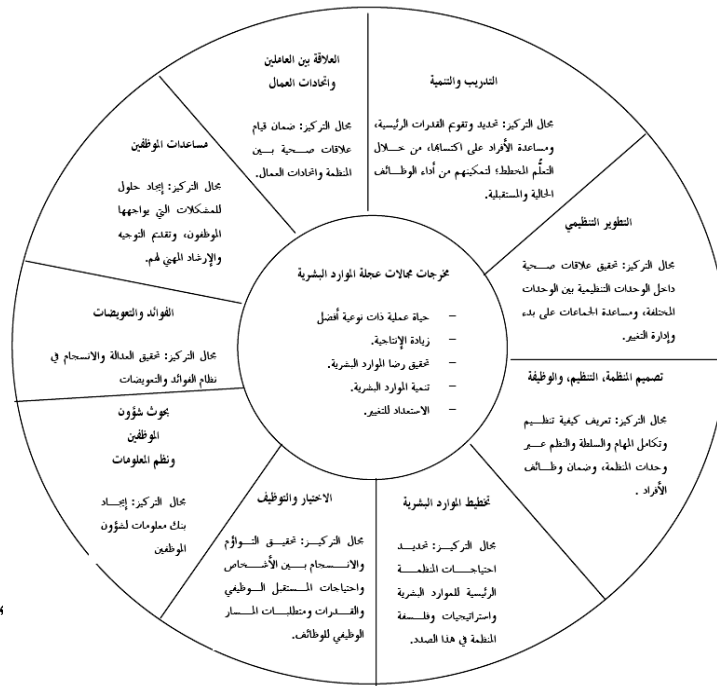 العلاقة بين العاملين
واتحادات العمال
مجال التركيز: ضمان قيام
علاقات صحية بين
المنظمة واتحادات العمال.
التدريب والتنمية
مجال التركيز: تحديد وتقويم القدرات الرئيسية،
ومساعدة الأفراد على اكتسابها، من خلال
التعلُّم المخطط؛ لتمكينهم من أداء الوظائف
الحالية والمستقبلية.
التطوير التنظيمي
مجال التركيز: تحقيق علاقات صحية
داخل الوحدات التنظيمية بين الوحدات
المختلفة، ومساعدة الجماعات على بدء
وإدارة التغيير.
تصميم المنظمة، التنظيم، والوظيفة
مجال التركيز: تعريف كيفية تنظيم
وتكامل المهام والسلطة والنظم عبر
وحدات المنظمة، وضمان وظائف
الأفراد .
تخطيط الموارد البشرية
مجال التركيز: تحديد
احتياجات المنظمة
الرئيسية للموارد البشرية
واستراتيجيات وفلسفة
المنظمة في هذا الصدد.
الاختيار والتوظيف
مجال التركيز: تحقيق التواؤم
والانسجام بين الأشخاص
واحتياجات المستقبل الوظيفي
والقدرات ومتطلبات المسار
الوظيفي للوظائف.
بحوث شؤون
الموظفين
ونظم المعلومات
مجال التركيز: إيجاد
بنك معلومات لشؤون
الموظفين
الفوائد والتعويضات
مجال التركيز: تحقيق العدالة والانسجام في
نظام الفوائد والتعويضات
مساعدات الموظفين
مجال التركيز: إيجاد حلول
للمشكلات التي يواجهها
الموظفون، وتقديم التوجيه
والإرشاد المهني لهم.
مخرجات مجالات عجلة الموارد البشرية
– حياة عملية ذات نوعية أفضل
– زيادة الإنتاجية.
– تحقيق رضا الموارد البشرية.
– تنمية الموارد البشرية.
– الاستعداد للتغير.